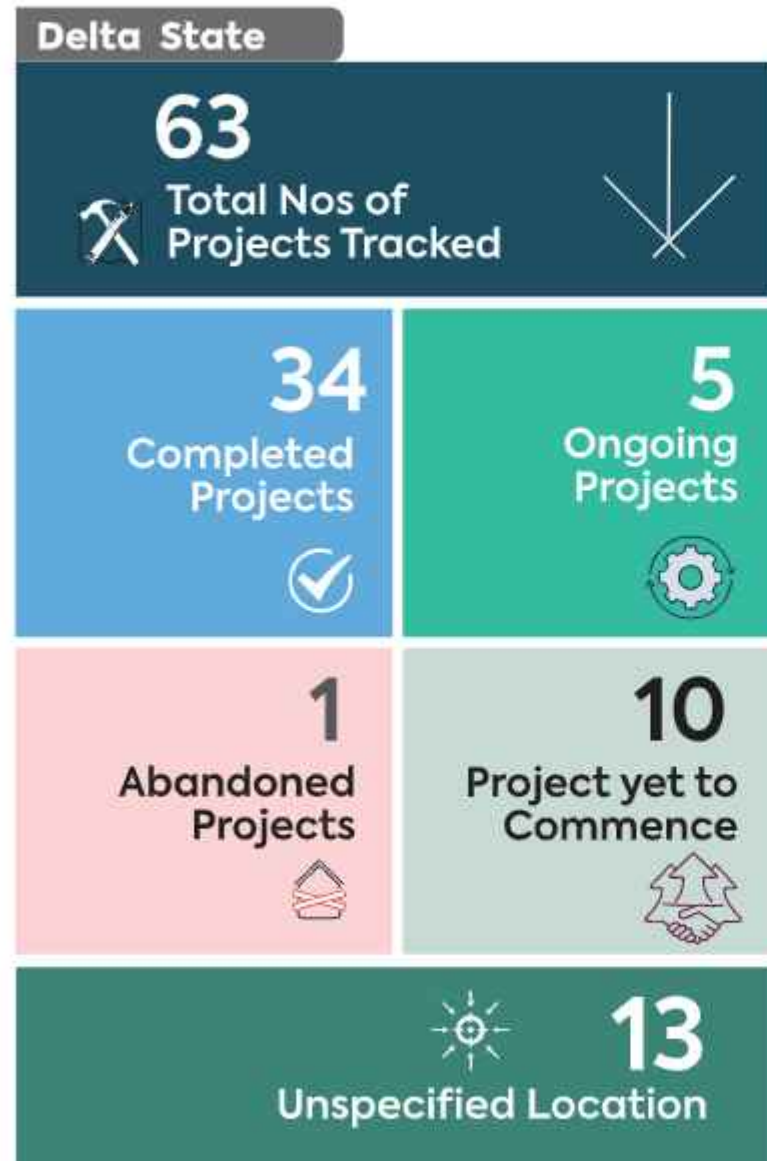 Delta State
63
Total Nos of
Projects Tracked
34
Completed
Projects
5
Ongoing
Projects
1
Abandoned
Projects
10
Project yet to
Commence
13
Unspecified Location